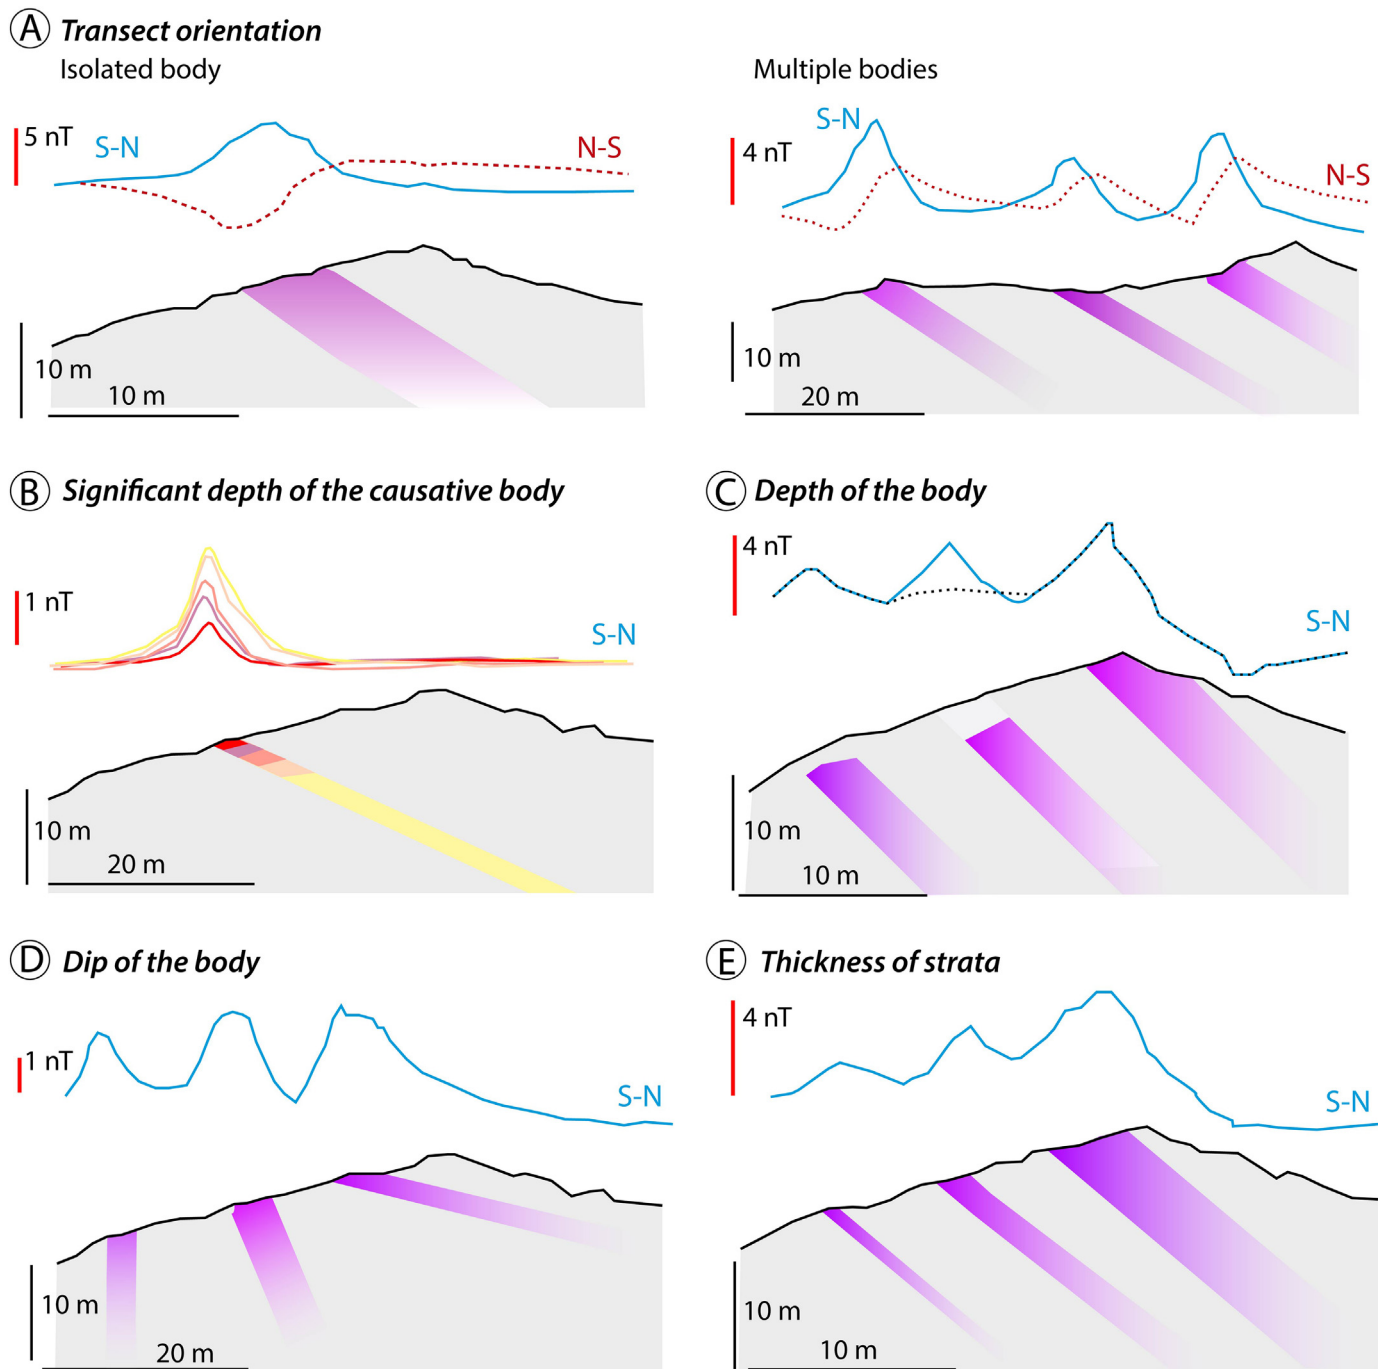 A Transect orientation
Isolated body
Multiple bodies
5 nT
S-N
N-S
10 m
10 m
S-N
4 nT
N-S
10 m
20 m
B Significant depth of the causative body
1 nT
S-N
10 m
20 m
C Depth of the body
4 nT
S-N
10 m
10 m
D Dip of the body
1 nT
S-N
10 m
20 m
E Thickness of strata
4 nT
S-N
10 m
10 m